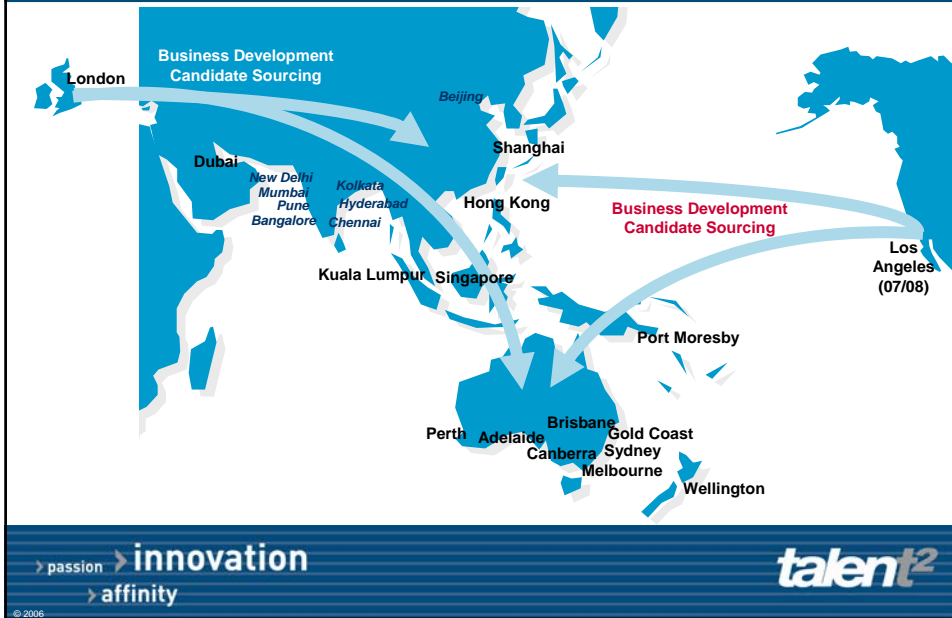 Business Development
Candidate Sourcing
London
Beijing
Shanghai
Dubai
New Delhi
Mumbai
Pune
Bangalore
Kolkata
Hyderabad
Chennai
Hong Kong
Business Development
Candidate Sourcing
Los
Angeles
(07/08)
Kuala Lumpur
Singapore
Port Moresby
Perth
Adelaide
Brisbane
Canberra
Gold Coast
Sydney
Melbourne
Wellington
> passion > innovation
> affinity
talent2
© 2006